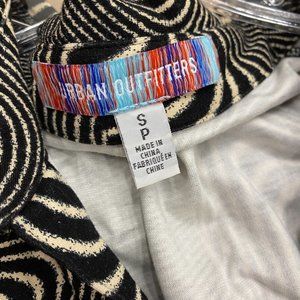 URBAN OUTFITTERS
S
P
MADE IN
CHINA
FABRIQUÉ EN
CHINE